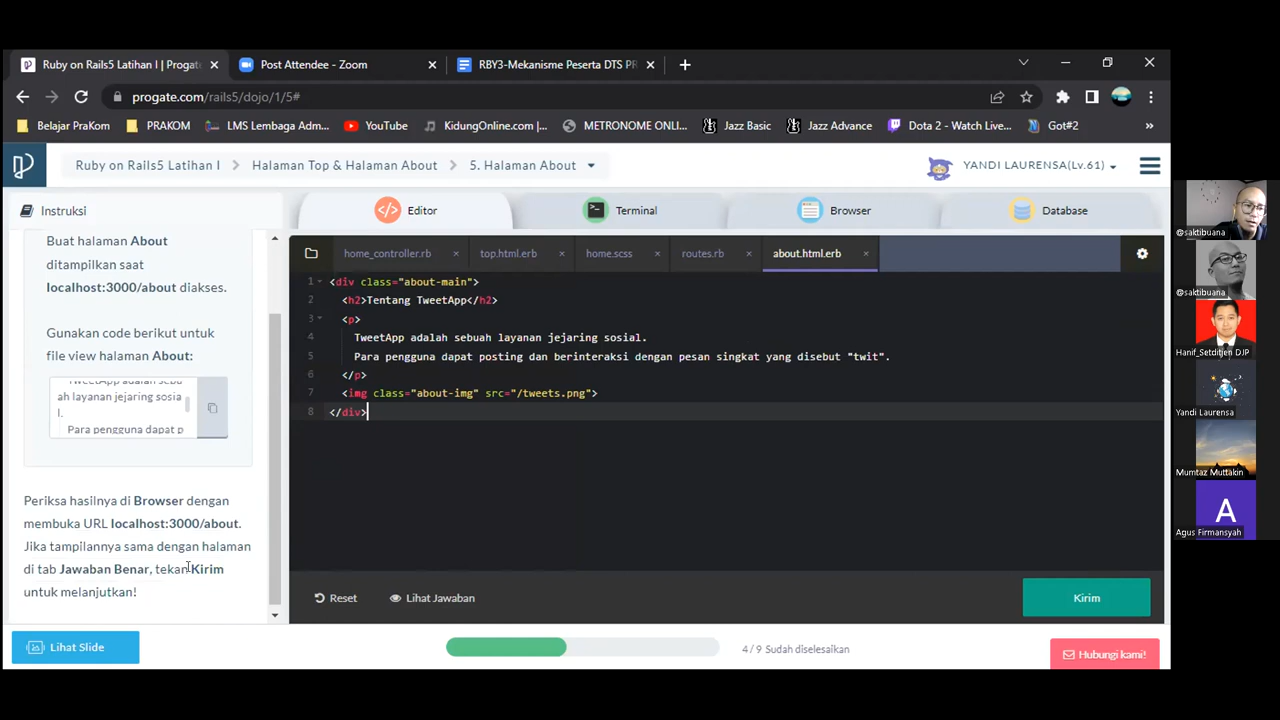 Ruby on Rails5 Latihan I | Progate
Post Attendee - Zoom
RBY3-Mekanisme Peserta DTS PR
progate.com/rails5/dojo/1/5#
Belajar PraKom
PRAKOM
LMS Lembaga Adm...
YouTube
KidungOnline.com |...
METRONOME ONLI...
Jazz Basic
Jazz Advance
Dota 2 - Watch Live...
Got#2
»
Ruby on Rails5 Latihan I
Halaman Top & Halaman About
5. Halaman About
YANDI LAURENSA(Lv.61)
Instruksi
Editor
Terminal
Browser
Database
Buat halaman About
ditampilkan saat
localhost:3000/about diakses.
Gunakan code berikut untuk
file view halaman About:
TweetApp adalah sebu
ah layanan jejaring sosia
l.
Para pengguna dapat p
Periksa hasilnya di Browser dengan
membuka URL localhost:3000/about.
Jika tampilannya sama dengan halaman
di tab Jawaban Benar, tekan Kirim
untuk melanjutkan!
home_controller.rb
top.html.erb
home.scss
routes.rb
about.html.erb
1 <div class="about-main">
2 <h2>Tentang TweetApp</h2>
3 <p>
4 TweetApp adalah sebuah layanan jejaring sosial.
5 Para pengguna dapat posting dan berinteraksi dengan pesan singkat yang disebut "twit".
6 </p>
7 <img class="about-img" src="/tweets.png">
8 </div>
Reset
Lihat Jawaban
Kirim
Lihat Slide
4 / 9 Sudah diselesaikan
Hubungi kami!
@saktibuana
@saktibuana
Hanif_Setditjen DJP
Yandi Laurensa
Mumtaz Muttakin
A
Agus Firmansyah